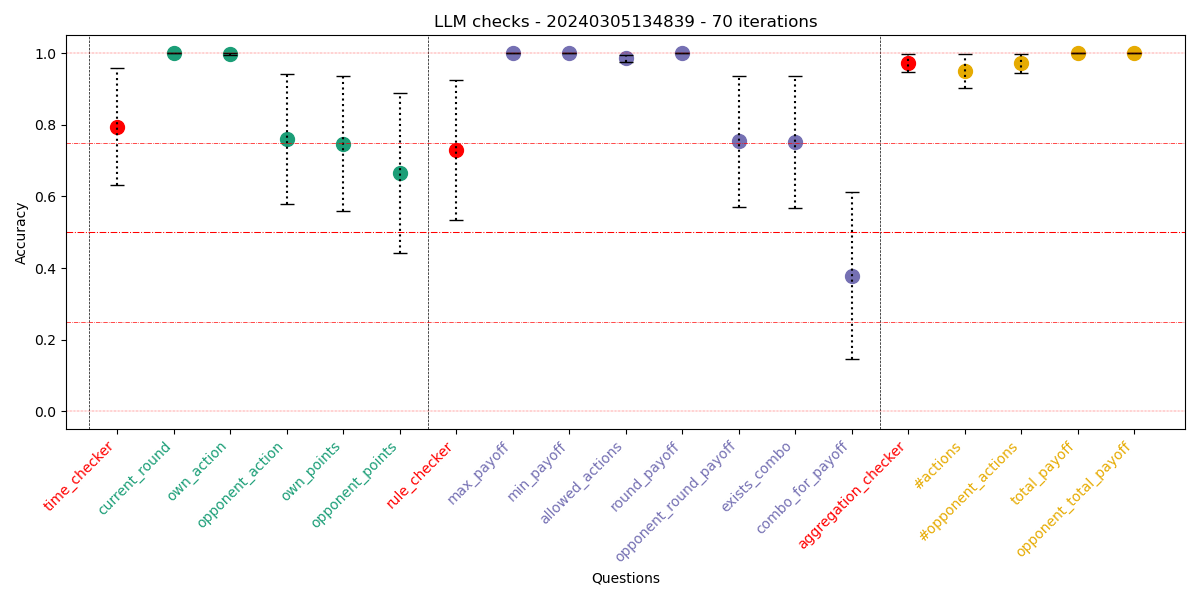 LLM checks - 20240305134839 - 70 iterations
Accuracy
1.0
0.8
0.6
0.4
0.2
0.0
time_checker
current_round
own_action
opponent_action
own_points
opponent_points
rule_checker
max_payoff
min_payoff
allowed_actions
round_payoff
opponent_round_payoff
exists_combo
combo_for_payoff
aggregation_checker
#actions
#opponent_actions
total_payoff
opponent_total_payoff
Questions